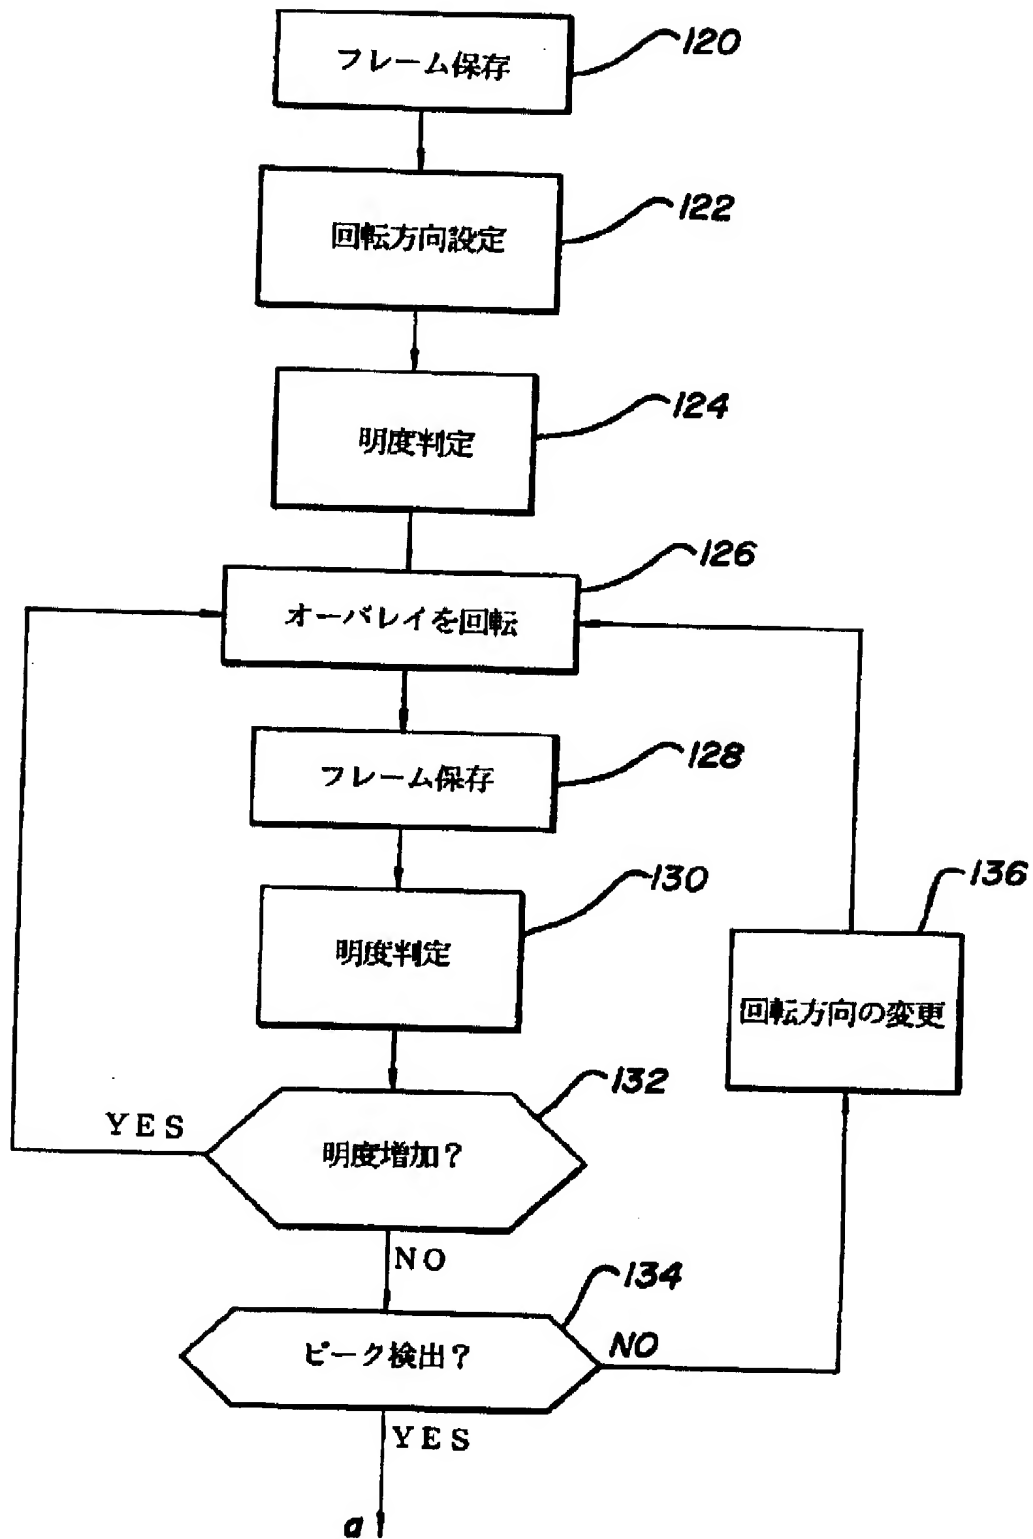 フレーム保存
120
回転方向設定
122
明度判定
124
オーバレイを回転
126
フレーム保存
128
明度判定
130
回転方向の変更
136
明度増加?
132
YES
NO
ピーク検出?
134
NO
YES
a